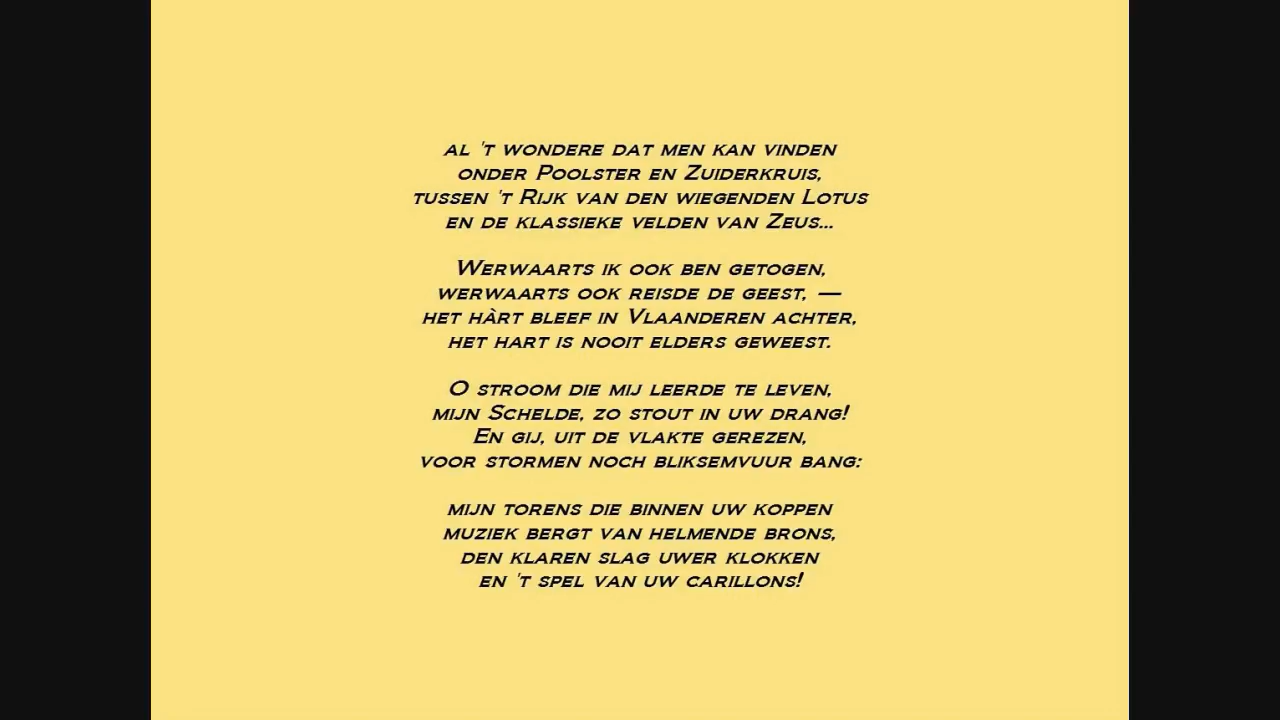 al 't wondere dat men kan vinden
onder Poolster en Zuiderkruis,
tussen 't Rijk van den wiegenden Lotus
en de klassieke velden van Zeus...
Werwaarts ik ook ben getogen,
werwaarts ook reisde de geest, —
het hàrt bleef in Vlaanderen achter,
het hart is nooit elders geweest.
O stroom die mij leerde te leven,
mijn Schelde, zo stout in uw drang!
En gij, uit de vlakte gerezen,
voor stormen noch bliksemvuur bang:
mijn torens die binnen uw koppen
muziek bergt van helmende brons,
den klaren slag uwer klokken
en 't spel van uw carillons!